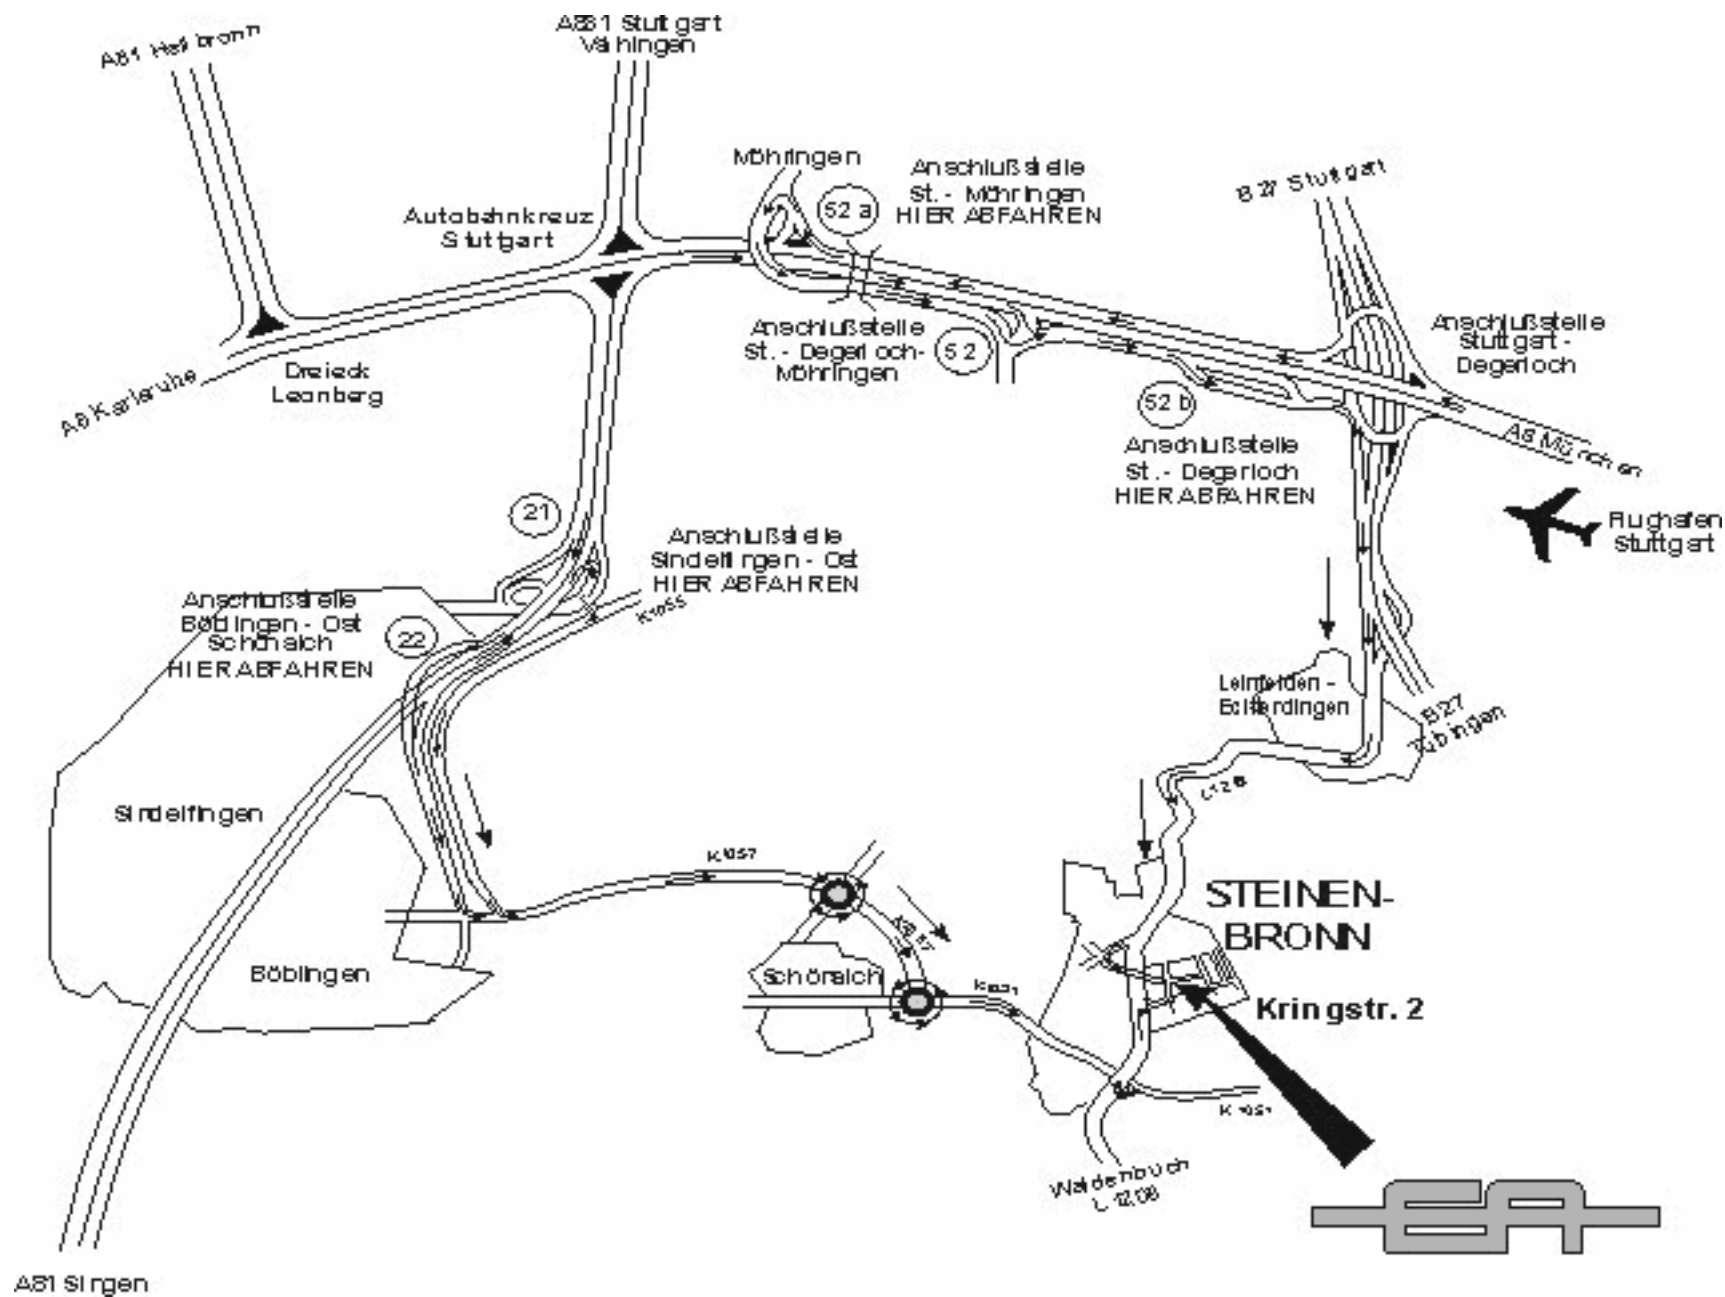 A81 Heilbronn
A831 Stuttgart
Vaihingen
Möhringen
Anschlußstelle
St. - Möhringen
HIER ABFAHREN
52 a
B 27 Stuttgart
Autobahnkreuz
Stuttgart
Anschlußstelle
St. - Degerloch-
Möhringen
52
Anschlußstelle
Stuttgart -
Degerloch
Dreieck
Leonberg
A8 Karlsruhe
52 b
Anschlußstelle
St. - Degerloch
HIER ABFAHREN
A8 München
Flughafen
Stuttgart
21
Anschlußstelle
Sindelfingen - Ost
HIER ABFAHREN
K1055
Anschlußstelle
Böblingen - Ost
Schönaich
HIER ABFAHREN
22
Leinfelden -
Echterdingen
B 27
Tübingen
Sindelfingen
K1057
STEINEN-
BRONN
Böblingen
Schönaich
Kringstr. 2
K 1051
Waldenbuch
L 1208
EA
A81 Singen